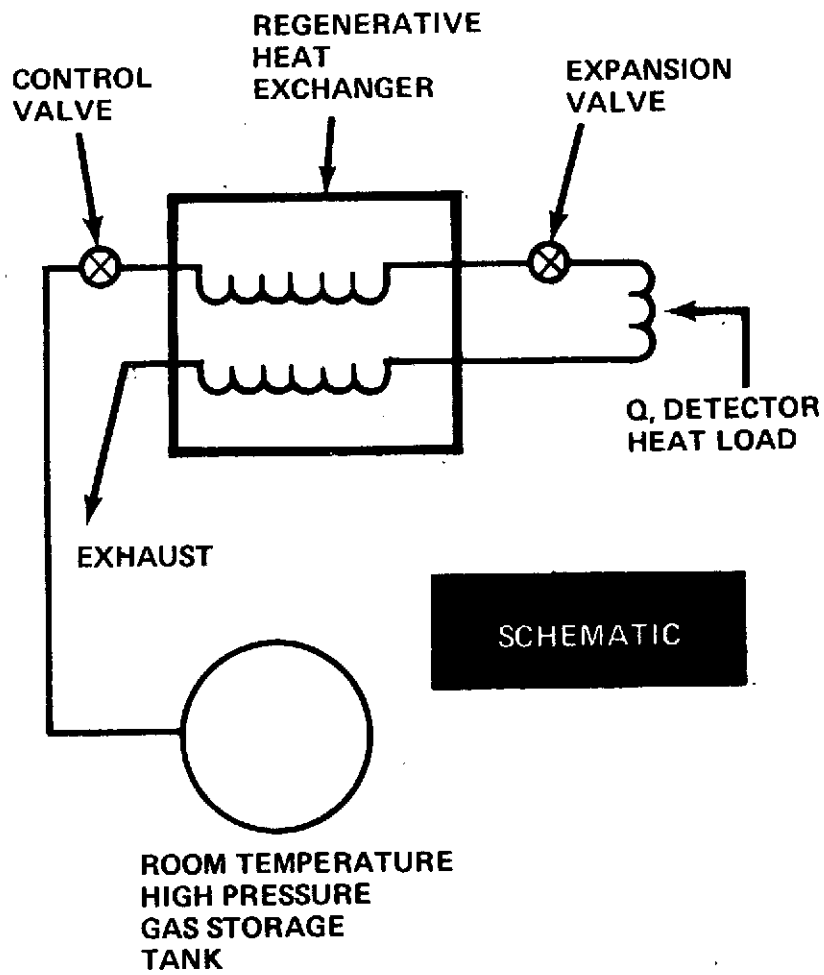 REGENERATIVE
HEAT
EXCHANGER
CONTROL
VALVE
EXPANSION
VALVE
Q, DETECTOR
HEAT LOAD
EXHAUST
SCHEMATIC
ROOM TEMPERATURE
HIGH PRESSURE
GAS STORAGE
TANK